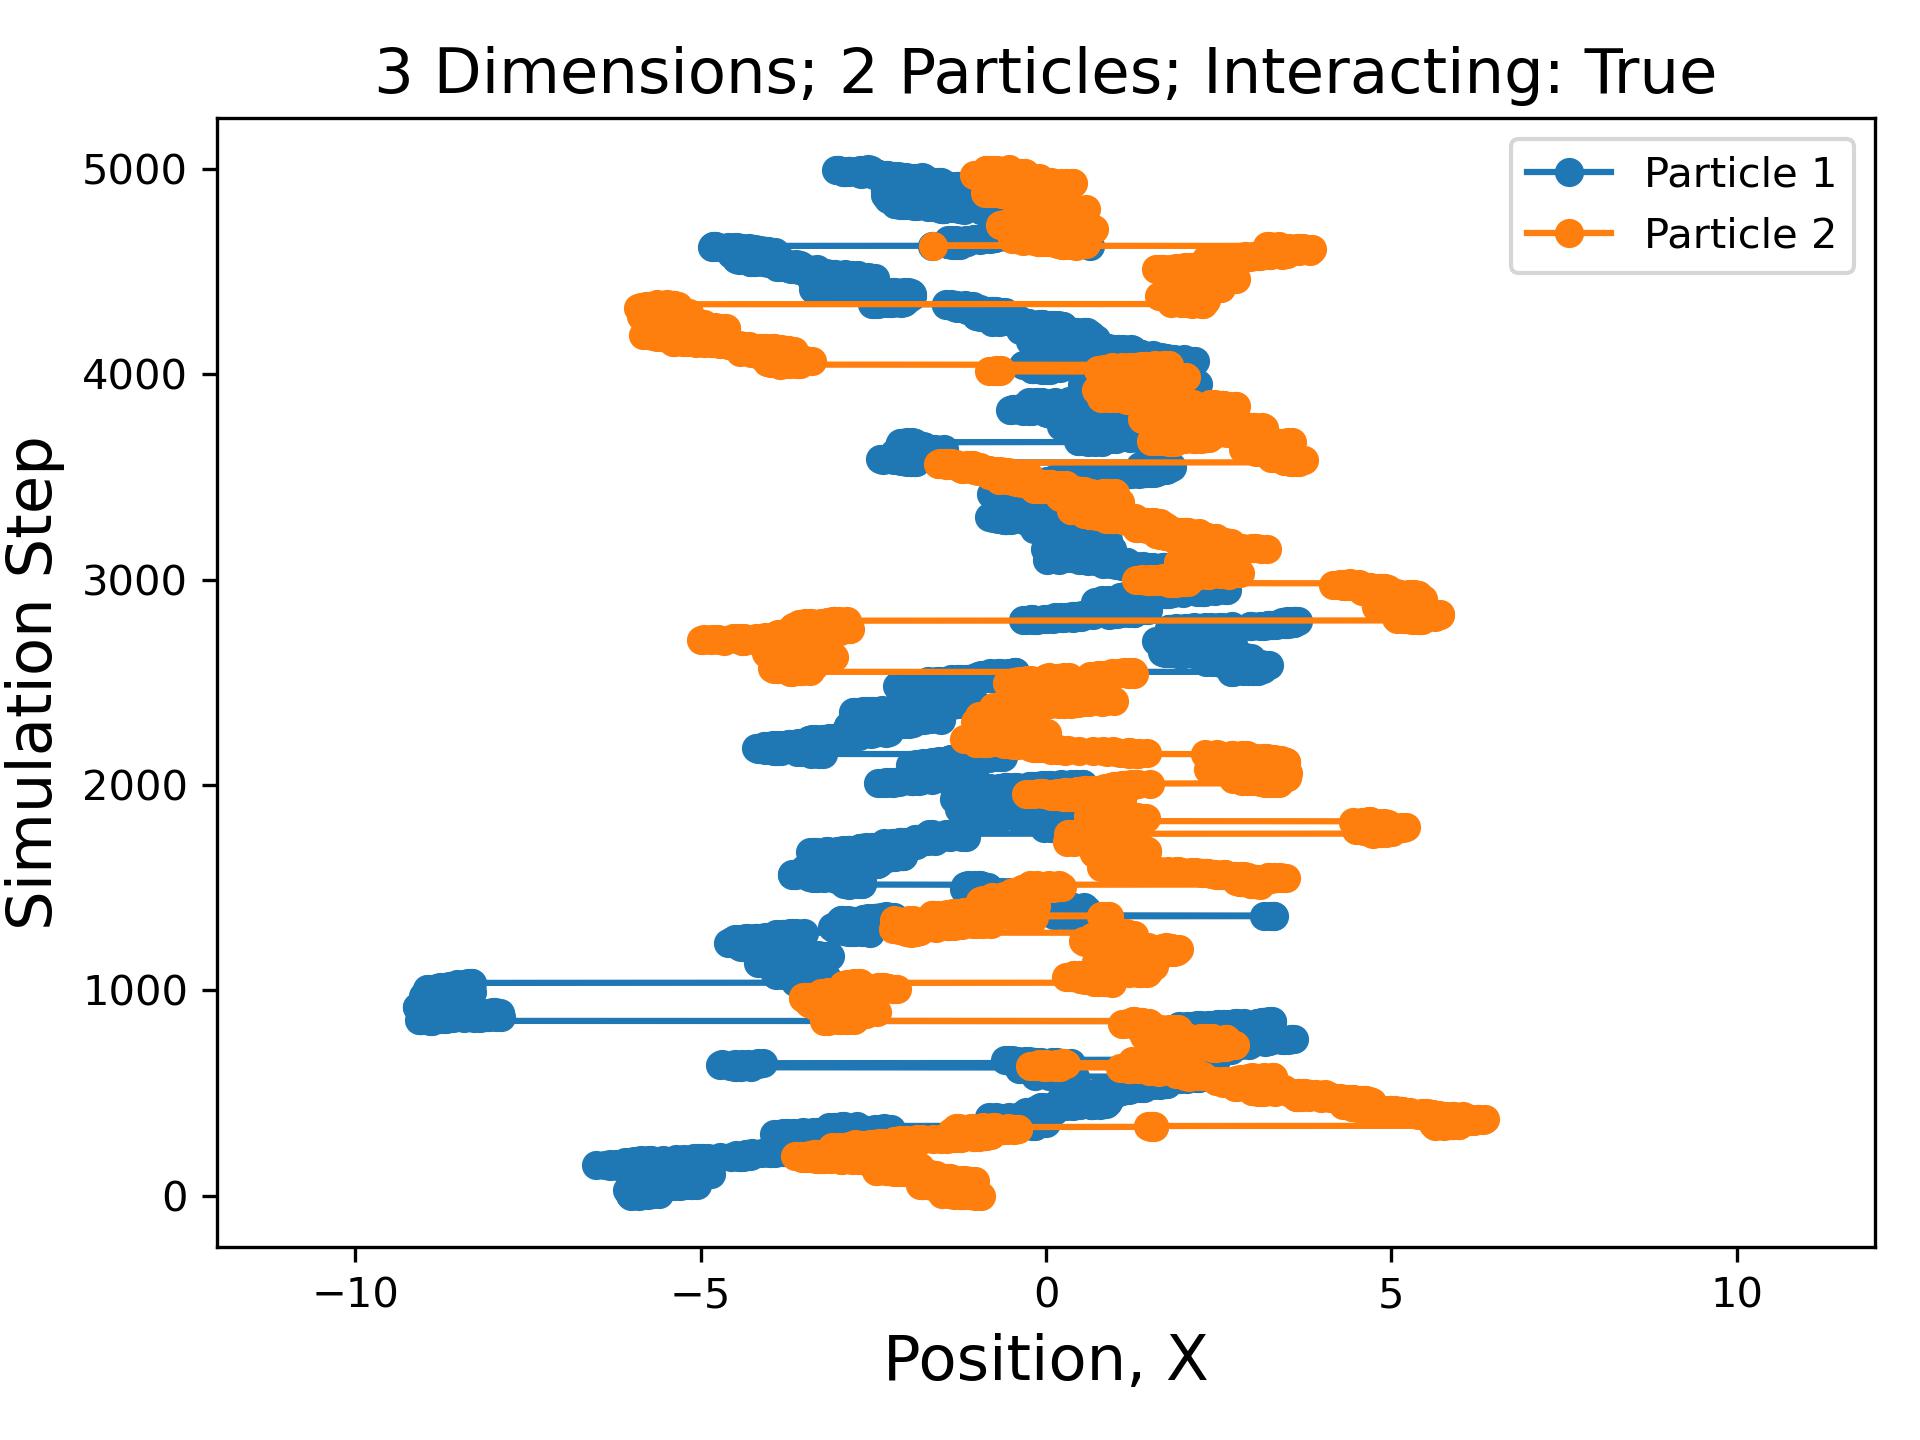 3 Dimensions; 2 Particles; Interacting: True
Particle 1
Particle 2
5000
4000
3000
2000
1000
0
Simulation Step
−10
−5
0
5
10
Position, X